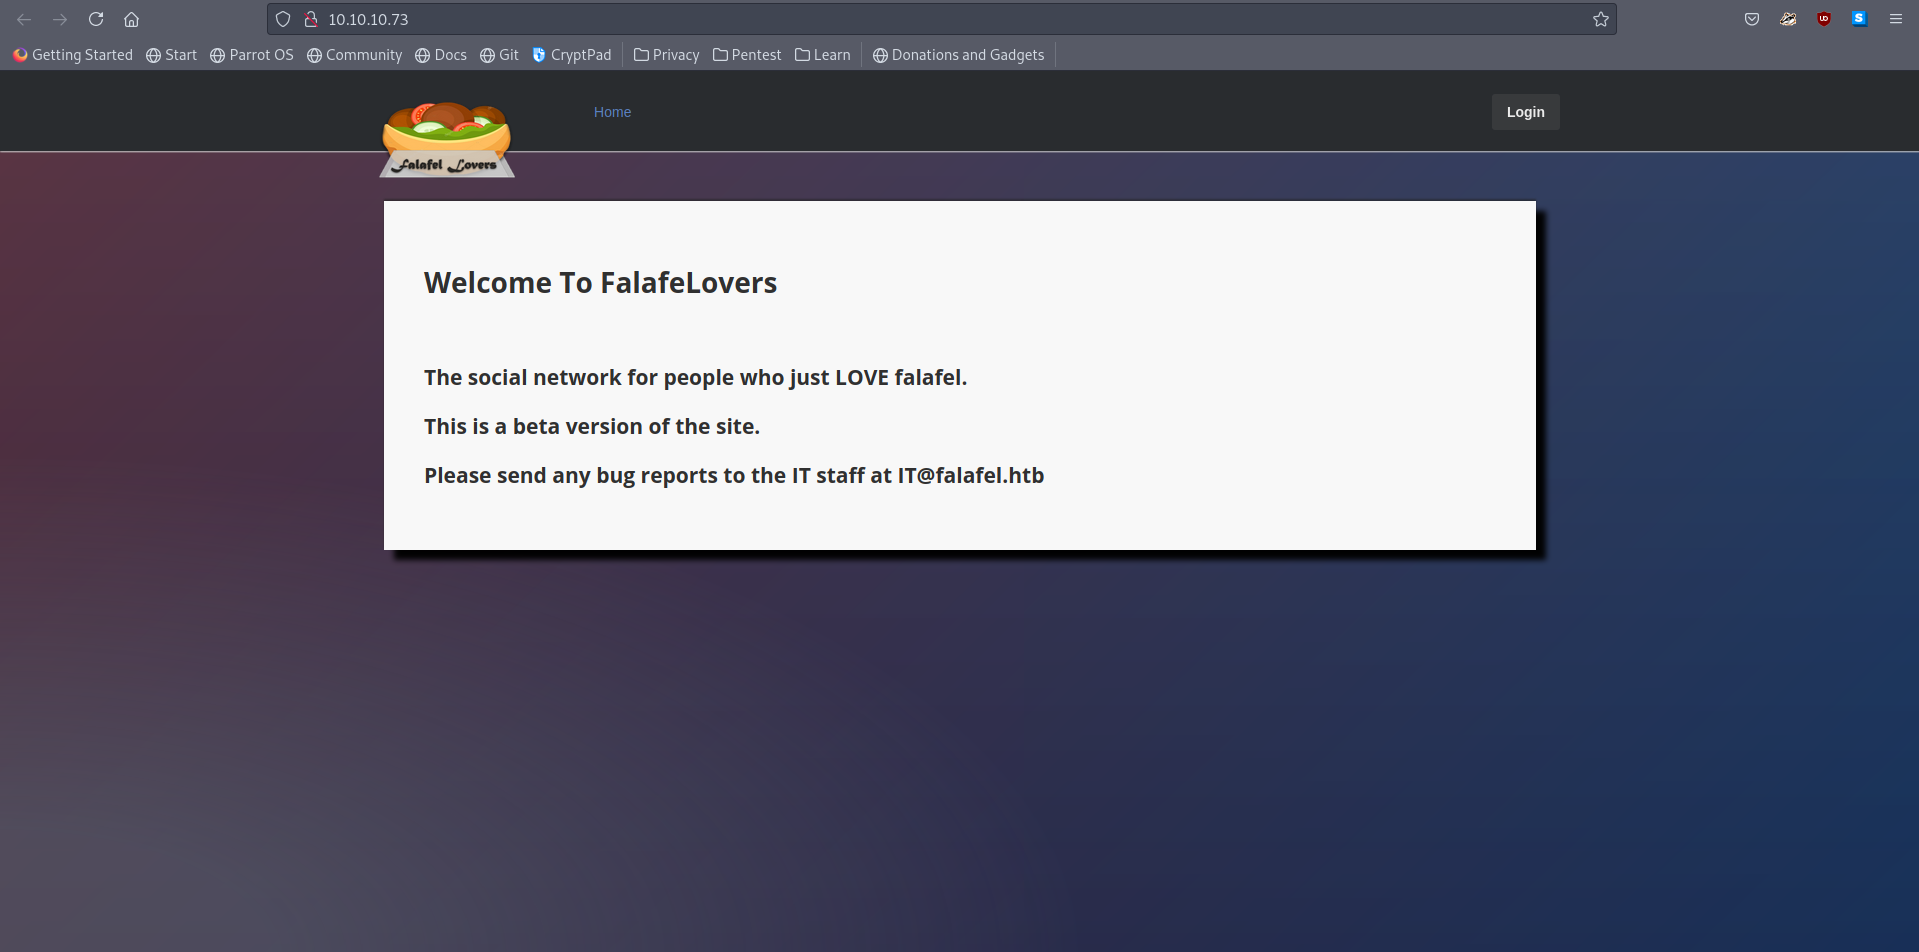 10.10.10.73
Getting Started Start Parrot OS Community Docs Git CryptPad Privacy Pentest Learn Donations and Gadgets
Home
Login
Falafel Lovers
Welcome To FalafeLovers
The social network for people who just LOVE falafel.
This is a beta version of the site.
Please send any bug reports to the IT staff at IT@falafel.htb